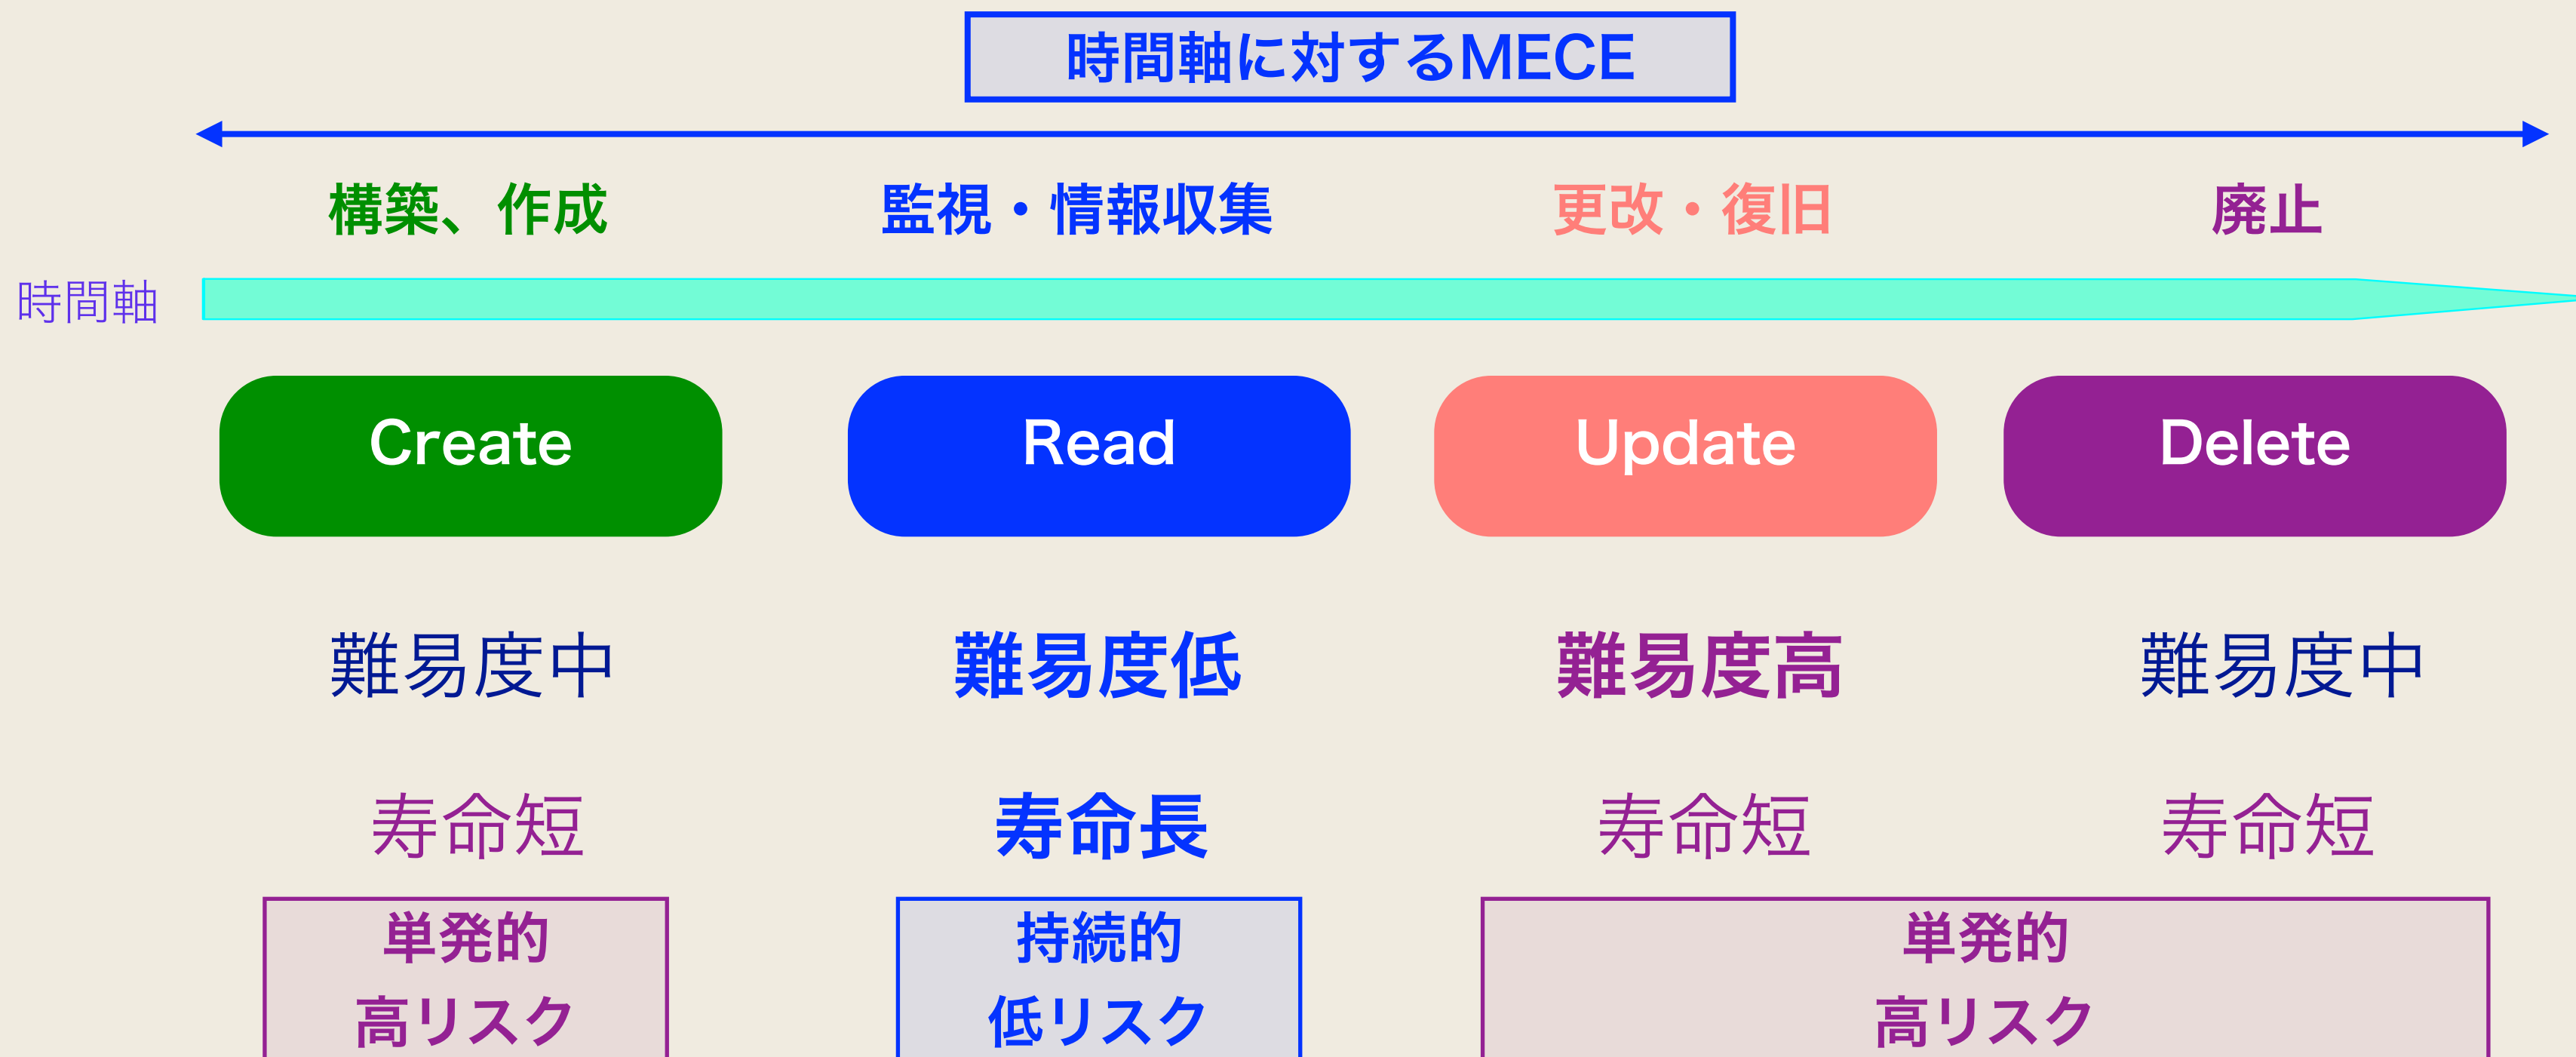 時間軸に対するMECE
構築、作成
監視・情報収集
更改・復旧
廃止
時間軸
Create
Read
Update
Delete
難易度中
難易度低
難易度高
難易度中
寿命短
寿命長
寿命短
寿命短
単発的
高リスク
持続的
低リスク
単発的
高リスク